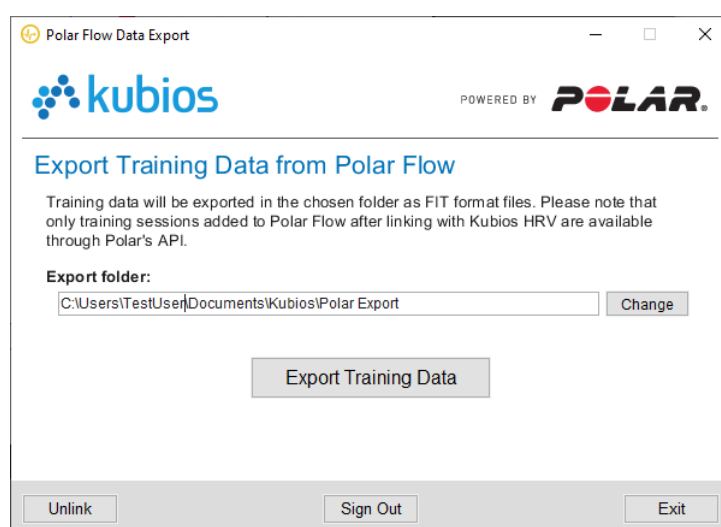 Polar Flow Data Export
kubios
POWERED BY POLAR.
Export Training Data from Polar Flow
Training data will be exported in the chosen folder as FIT format files. Please note that
only training sessions added to Polar Flow after linking with Kubios HRV are available
through Polar's API.
Export folder:
C:\Users\TestUser\Documents\Kubios\Polar Export
Change
Export Training Data
Unlink
Sign Out
Exit